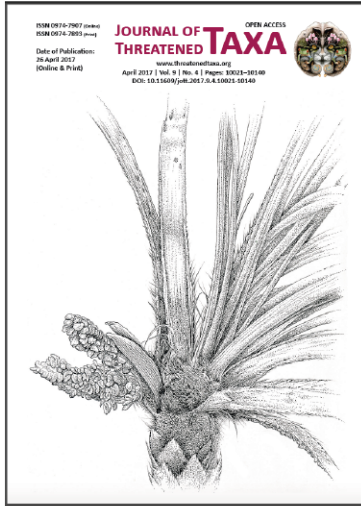 ISSN 0974-7907 (Online)
ISSN 0974-7893 (Print)
Date of Publication:
26 April 2017
(Online & Print)
JOURNAL OF
THREATENED TAXA
OPEN ACCESS
www.threatenedtaxa.org
April 2017 | Vol. 9 | No. 4 | Pages: 10021–10140
DOI: 10.11609/jott.2017.9.4.10021-10140